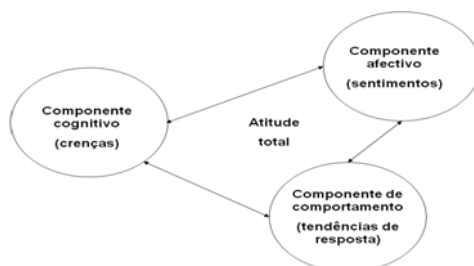 Componente
afectivo
(sentimentos)
Componente
cognitivo
(crenças)
Atitude
total
Componente de
comportamento
(tendências de
resposta)